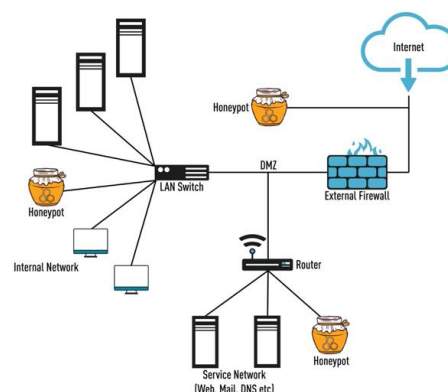 Internet
Honeypot
DMZ
LAN Switch
External Firewall
Honeypot
Internal Network
Router
Service Network
(Web, Mail, DNS etc)
Honeypot